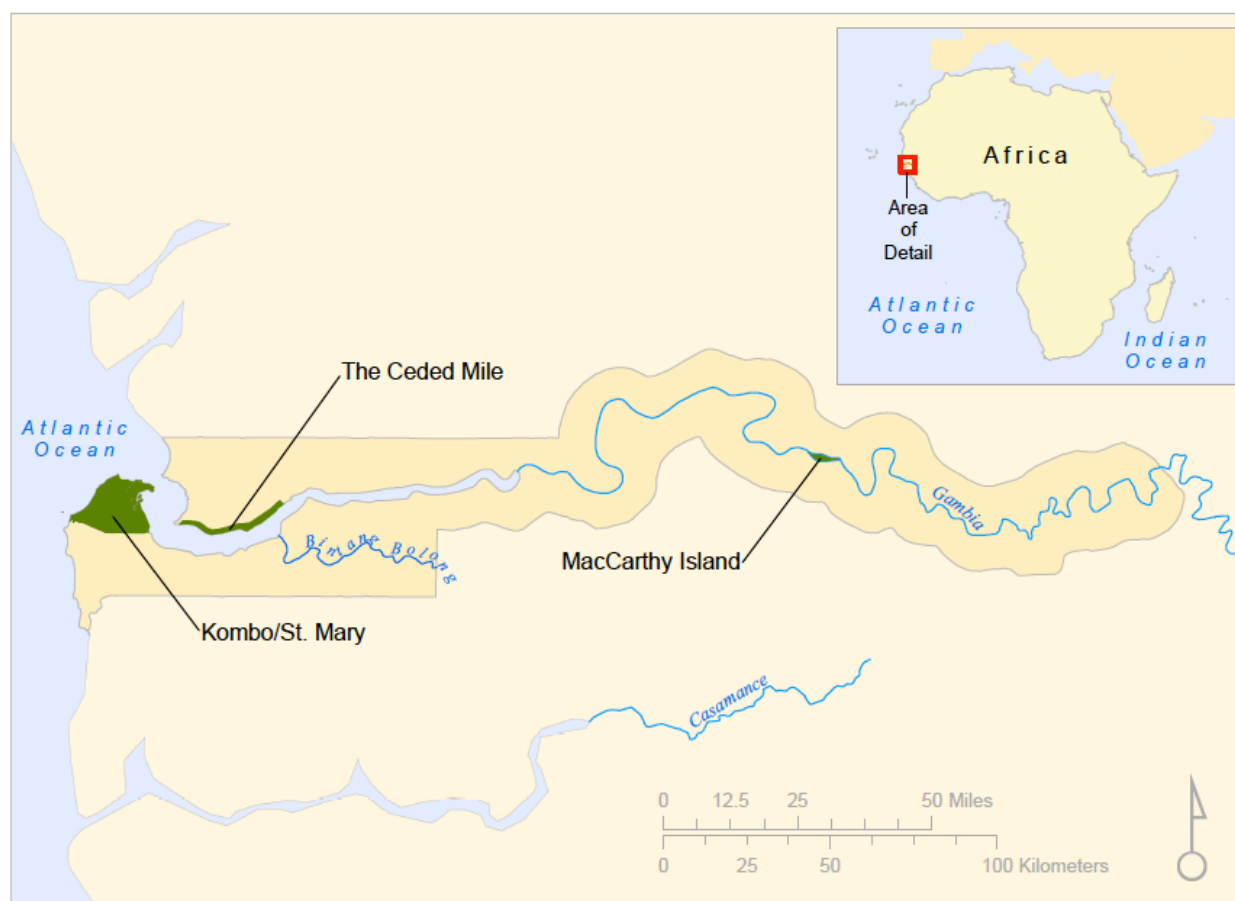 Africa
Area
of
Detail
Atlantic
Ocean
Indian
Ocean
The Ceded Mile
Atlantic
Ocean
Gambia
Bintang Bolong
MacCarthy Island
Kombo/St. Mary
Casamance
0 12.5 25 50 Miles
0 25 50 100 Kilometers